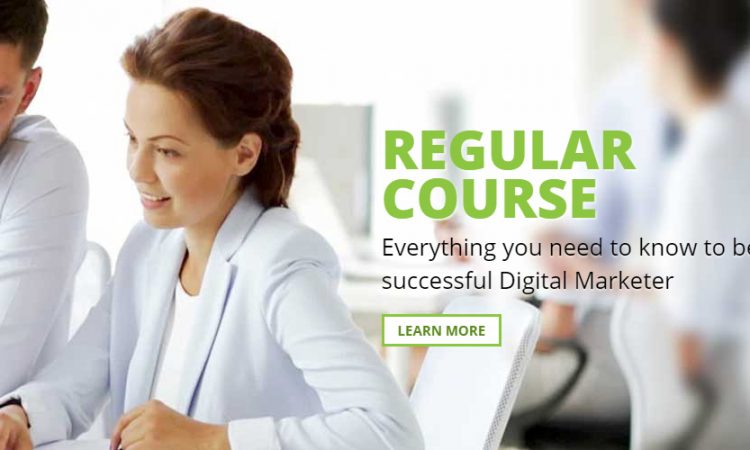 REGULAR
COURSE
Everything you need to know to be
successful Digital Marketer
LEARN MORE